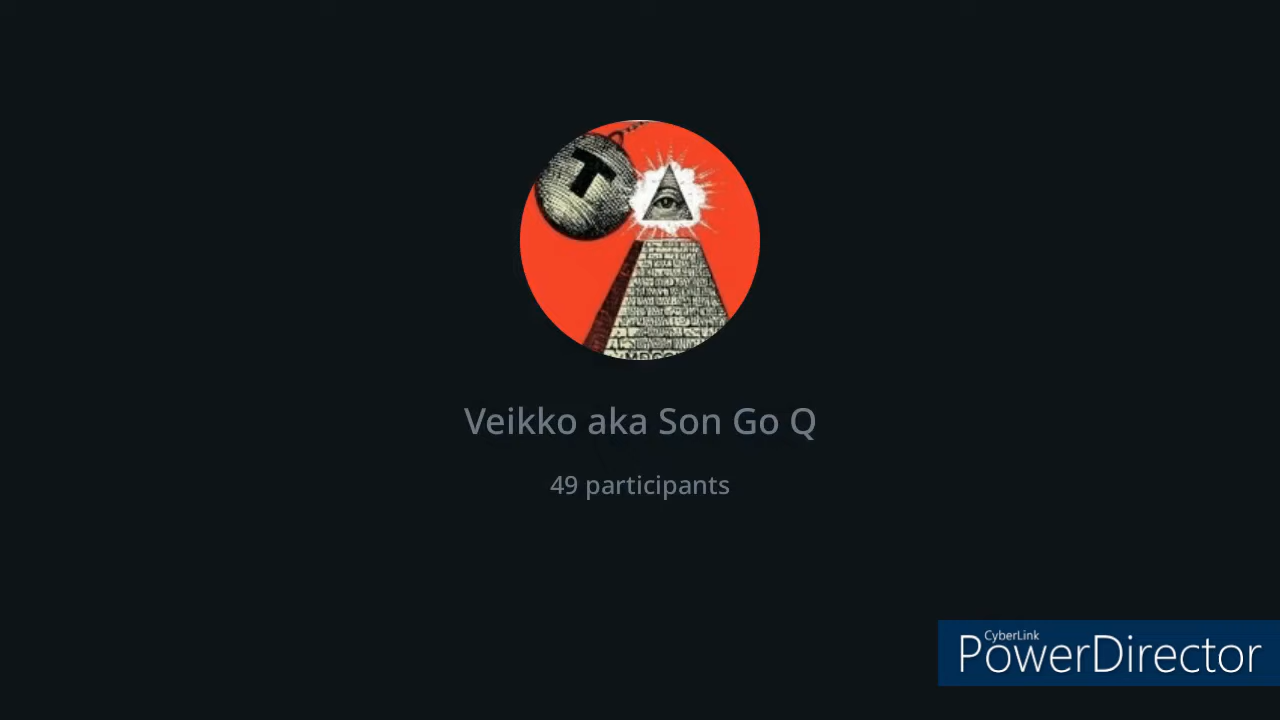 T
Veikko aka Son Go Q
49 participants
CyberLink
PowerDirector